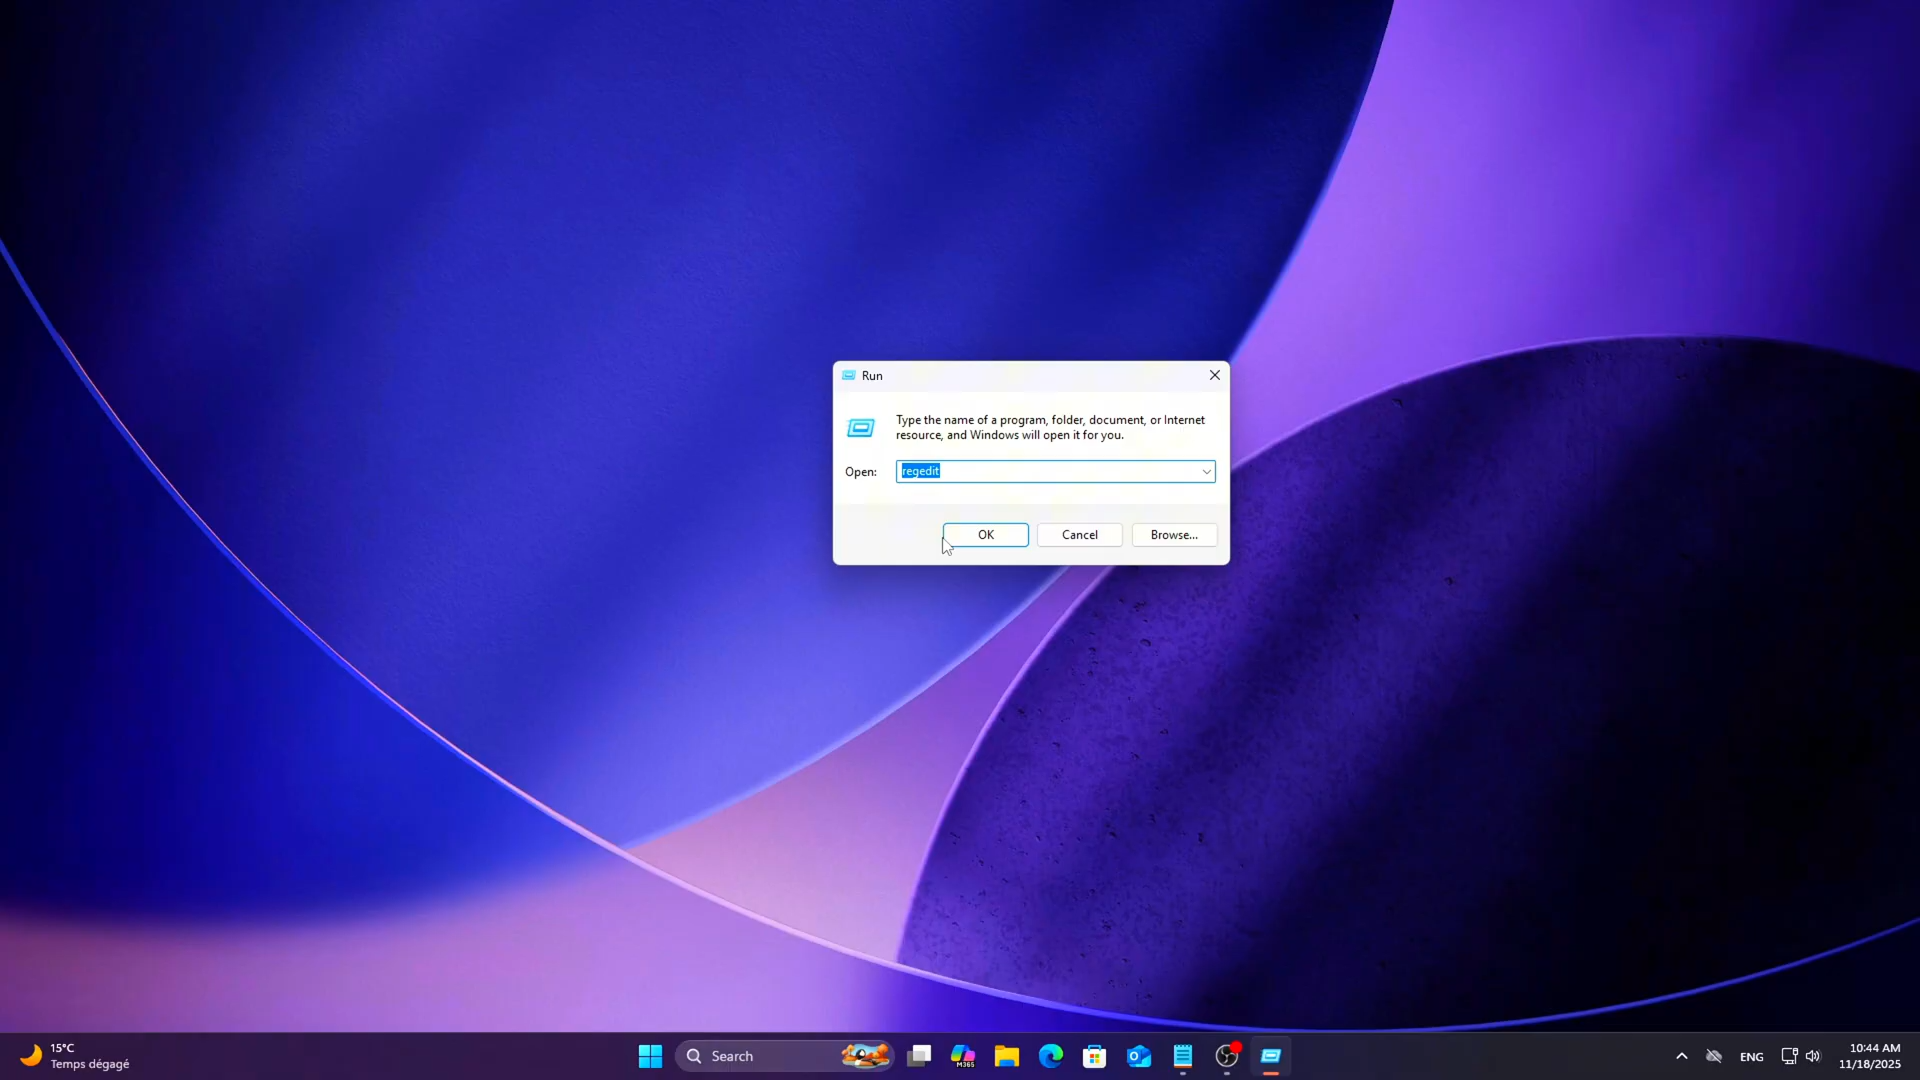 Run
Type the name of a program, folder, document, or Internet
resource, and Windows will open it for you.
Open:
regedit
OK
Cancel
Browse...
15°C
Temps dégagé
Search
M365
ENG
10:44 AM
11/18/2025